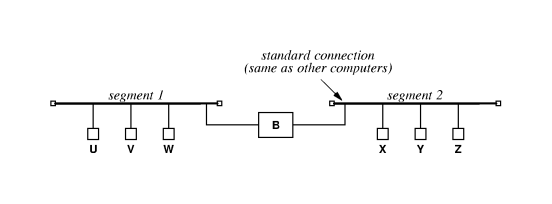 standard connection
(same as other computers)
segment 1
segment 2
B
U V W
X Y Z